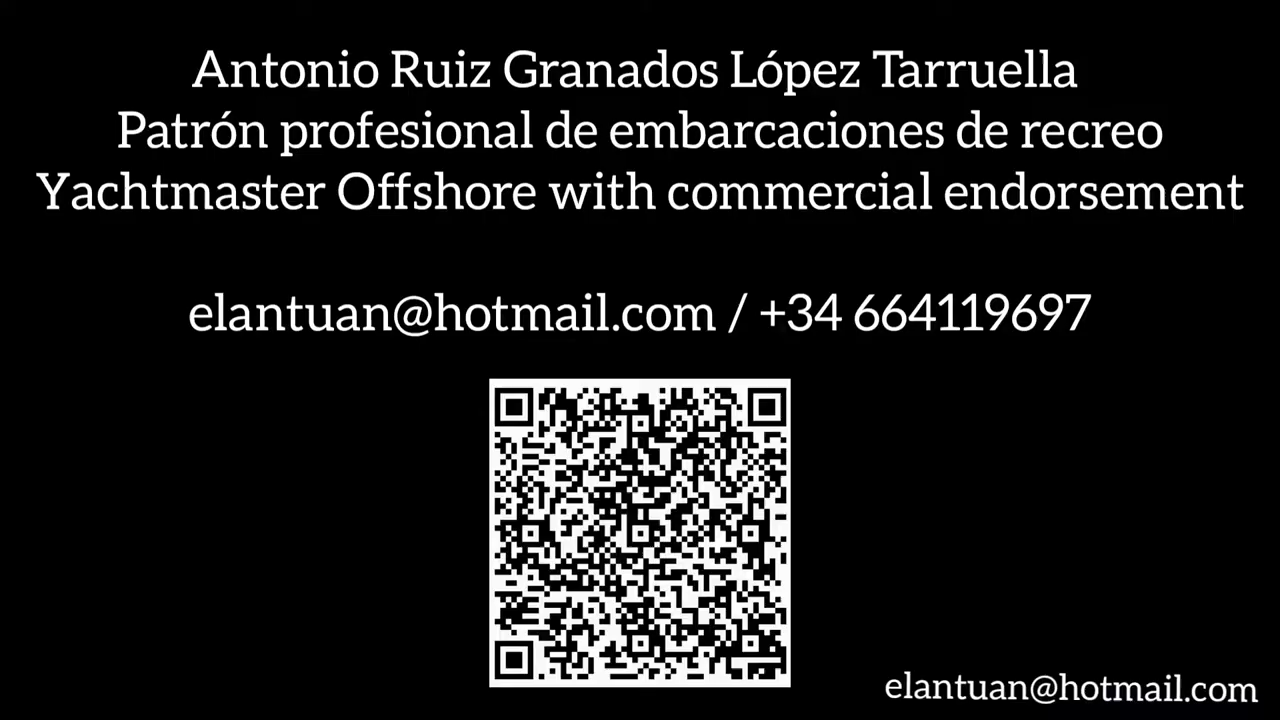 Antonio Ruiz Granados López Tarruella
Patrón profesional de embarcaciones de recreo
Yachtmaster Offshore with commercial endorsement
elantuan@hotmail.com / +34 664119697
elantuan@hotmail.com